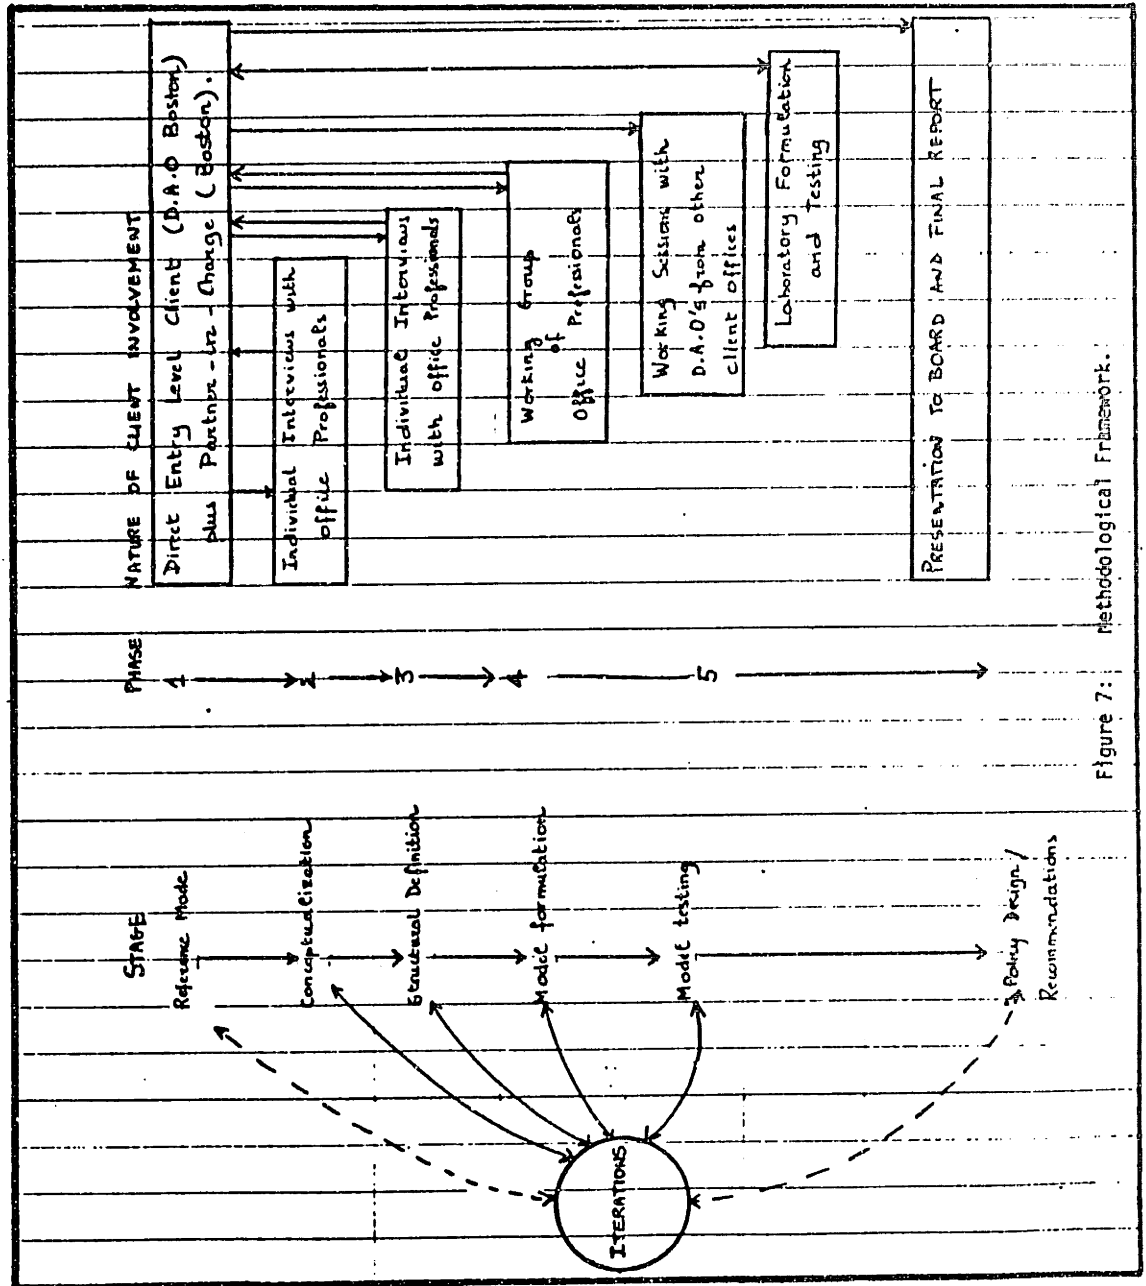 STAGE
Reference Mode
Conceptualization
Structural Definition
Model formulation
Model testing
Policy Design /
Recommendations
ITERATIONS
PHASE
1
2
3
4
5
NATURE OF CLIENT INVOLVEMENT
Direct Entry Level Client (D.A.O Boston)
plus Partner-in-Charge (Boston).
Individual Interviews with
office Professionals
Individual Interviews
with office Professionals
Working Group
of
Office Professionals
Working Session with
D.A.O's from other
client offices
Laboratory Formulation
and Testing
PRESENTATION TO BOARD AND FINAL REPORT
Figure 7: Methodological Framework.